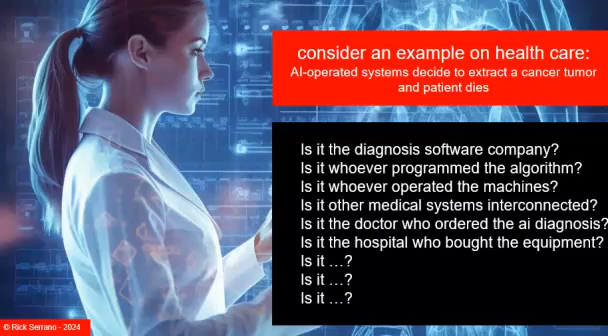 consider an example on health care:
AI-operated systems decide to extract a cancer tumor
and patient dies
Is it the diagnosis software company?
Is it whoever programmed the algorithm?
Is it whoever operated the machines?
Is it other medical systems interconnected?
Is it the doctor who ordered the ai diagnosis?
Is it the hospital who bought the equipment?
Is it ...?
Is it ...?
Is it ...?
© Rick Serrano - 2024